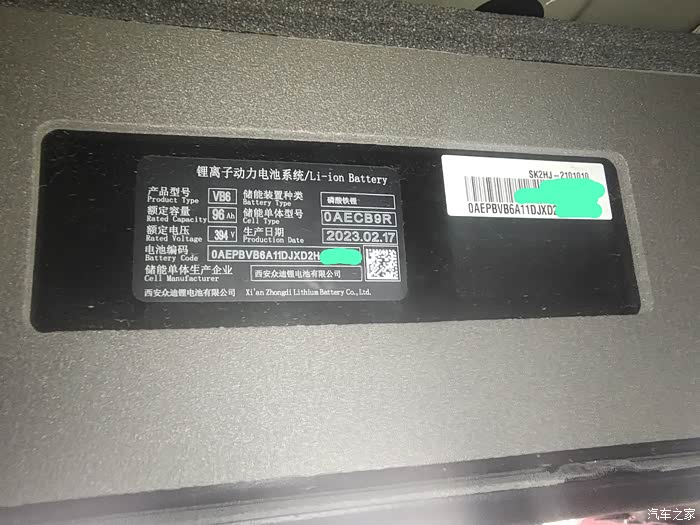 锂离子动力电池系统/Li-ion Battery
产品型号 Product Type VB6 储能装置种类 Battery Type 磷酸铁锂
额定容量 Rated Capacity 96 Ah 储能单体型号 Cell Type 0AECB9R
额定电压 Rated Voltage 394 V 生产日期 Production Date 2023.02.17
电池编码 Battery Code 0AEPBVB6A11DJXD2H
储能单体生产企业 Cell Manufacturer 西安众迪锂电池有限公司
西安众迪锂电池有限公司 Xi'an Zhongdi Lithium Battery Co.,Ltd.
SK2HJ-2101010
0AEPBVB6A11DJXD2
汽车之家